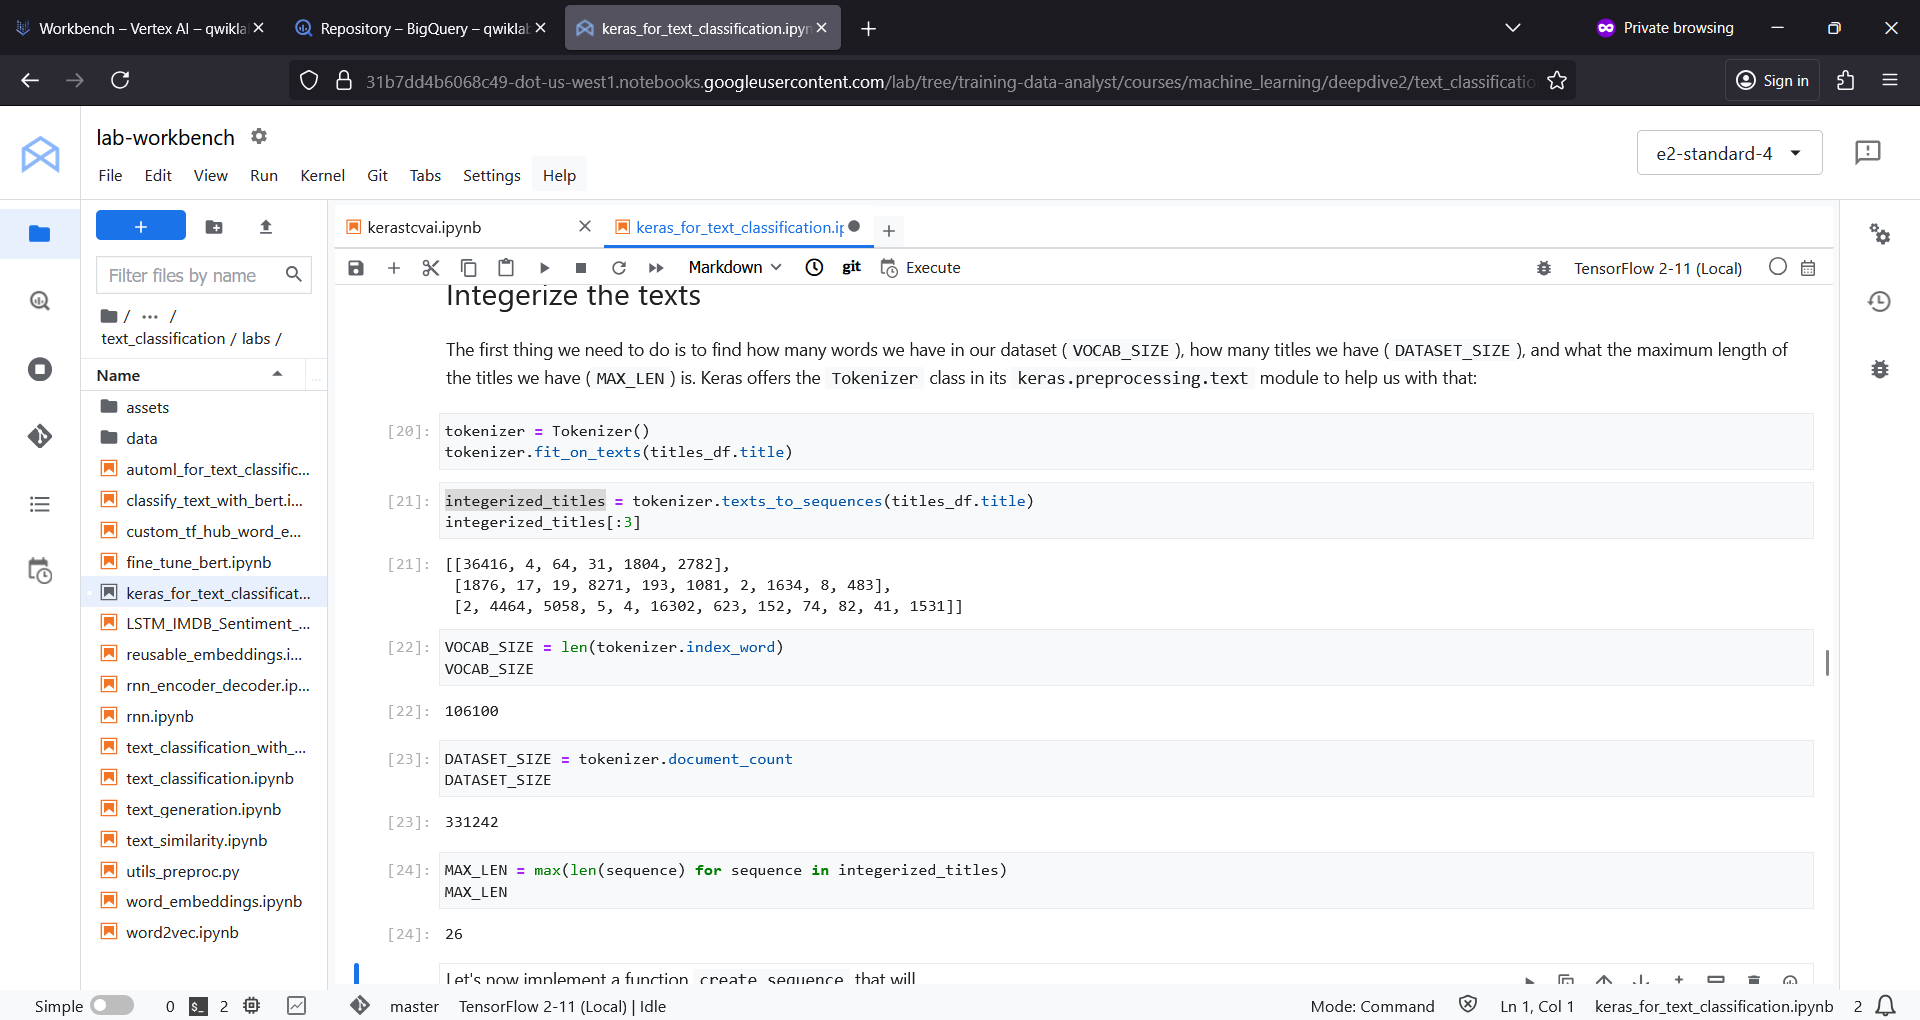 Workbench – Vertex AI – qwikla
Repository – BigQuery – qwiklab
keras_for_text_classification.ipyn
Private browsing
31b7dd4b6068c49-dot-us-west1.notebooks.googleusercontent.com/lab/tree/training-data-analyst/courses/machine_learning/deepdive2/text_classificatio
Sign in
lab-workbench
e2-standard-4
File Edit View Run Kernel Git Tabs Settings Help
kerastcvai.ipynb
keras_for_text_classification.ip
Filter files by name
Markdown
git
Execute
TensorFlow 2-11 (Local)
/ ... /
text_classification / labs /
Name
assets
data
automl_for_text_classific...
classify_text_with_bert.i...
custom_tf_hub_word_e...
fine_tune_bert.ipynb
keras_for_text_classificat...
LSTM_IMDB_Sentiment_...
reusable_embeddings.i...
rnn_encoder_decoder.ip...
rnn.ipynb
text_classification_with_...
text_classification.ipynb
text_generation.ipynb
text_similarity.ipynb
utils_preproc.py
word_embeddings.ipynb
word2vec.ipynb
Integerize the texts
The first thing we need to do is to find how many words we have in our dataset ( VOCAB_SIZE ), how many titles we have ( DATASET_SIZE ), and what the maximum length of
the titles we have ( MAX_LEN ) is. Keras offers the Tokenizer class in its keras.preprocessing.text module to help us with that:
[20]: tokenizer = Tokenizer()
tokenizer.fit_on_texts(titles_df.title)
[21]: integerized_titles = tokenizer.texts_to_sequences(titles_df.title)
integerized_titles[:3]
[21]: [[36416, 4, 64, 31, 1804, 2782],
[1876, 17, 19, 8271, 193, 1081, 2, 1634, 8, 483],
[2, 4464, 5058, 5, 4, 16302, 623, 152, 74, 82, 41, 1531]]
[22]: VOCAB_SIZE = len(tokenizer.index_word)
VOCAB_SIZE
[22]: 106100
[23]: DATASET_SIZE = tokenizer.document_count
DATASET_SIZE
[23]: 331242
[24]: MAX_LEN = max(len(sequence) for sequence in integerized_titles)
MAX_LEN
[24]: 26
Let's now implement a function create_sequence that will
Simple 0 2 master TensorFlow 2-11 (Local) | Idle
Mode: Command Ln 1, Col 1 keras_for_text_classification.ipynb 2